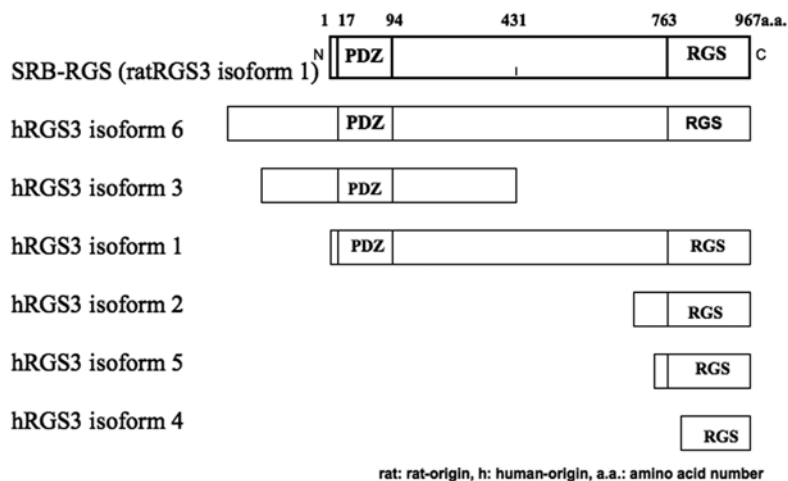 1 17 94 431 763 967a.a.
SRB-RGS (ratRGS3 isoform 1) N PDZ RGS C
hRGS3 isoform 6 PDZ RGS
hRGS3 isoform 3 PDZ
hRGS3 isoform 1 PDZ RGS
hRGS3 isoform 2 RGS
hRGS3 isoform 5 RGS
hRGS3 isoform 4 RGS
rat: rat-origin, h: human-origin, a.a.: amino acid number